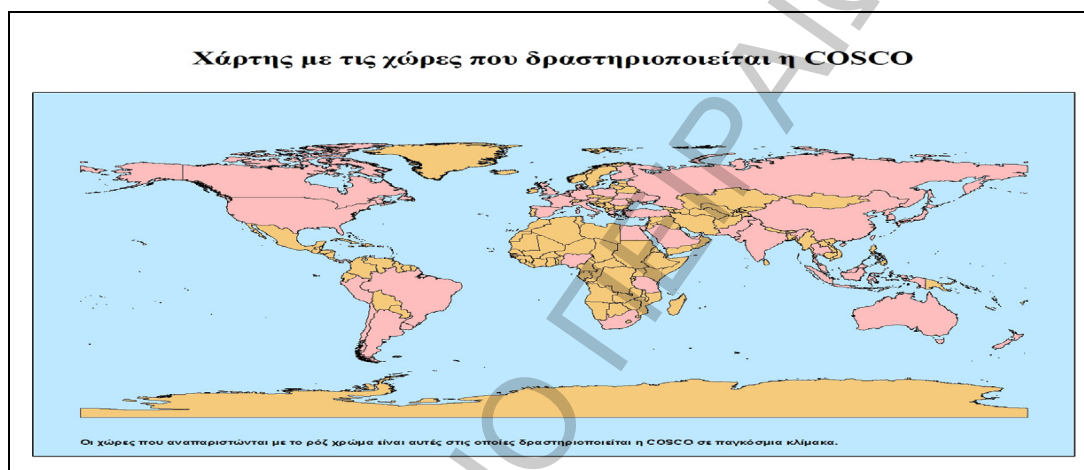 Χάρτης με τις χώρες που δραστηριοποιείται η COSCO
Οι χώρες που αναπαριστώνται με το ρόζ χρώμα είναι αυτές στις οποίες δραστηριοποιείται η COSCO σε παγκόσμια κλίμακα.